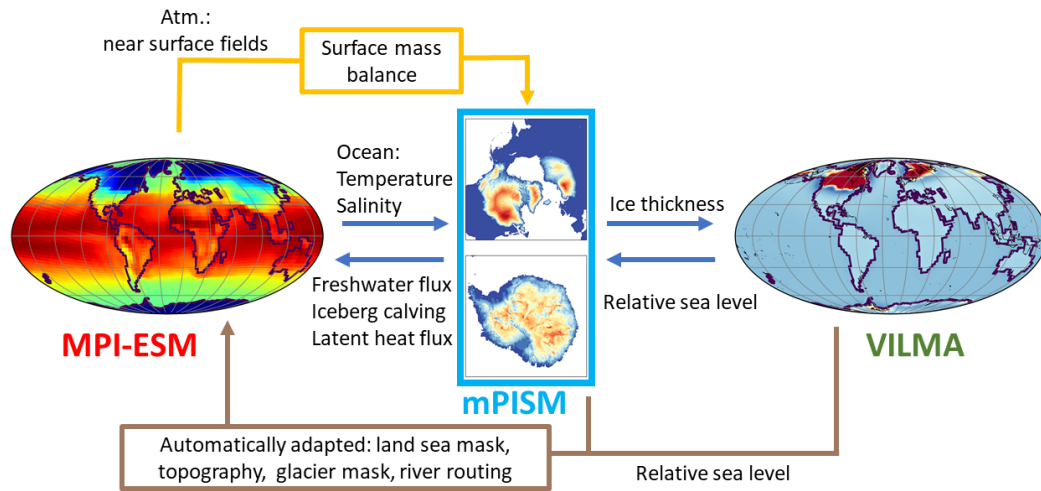 Atm.:
near surface fields
Surface mass
balance
Ocean:
Temperature
Salinity
Ice thickness
Freshwater flux
Iceberg calving
Latent heat flux
Relative sea level
MPI-ESM
mPISM
VILMA
Automatically adapted: land sea mask,
topography, glacier mask, river routing
Relative sea level